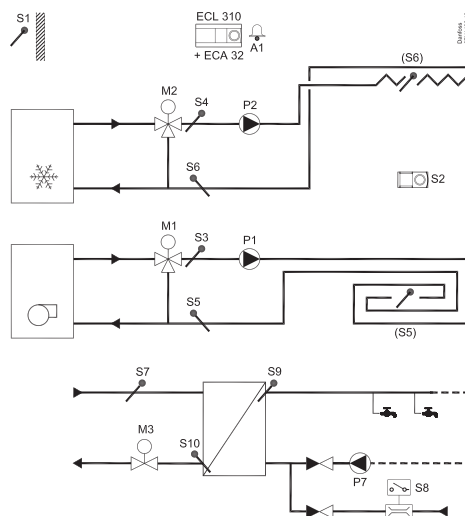 S1
ECL 310
+ ECA 32
A1
Danfoss
(S6)
M2
S4
P2
S6
S2
M1
S3
P1
S5
(S5)
S7
S9
M3
S10
P7
S8